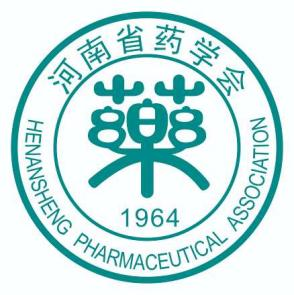 河南省药学会
藥
1964
HENANSHENG PHARMACEUTICAL ASSOCIATION